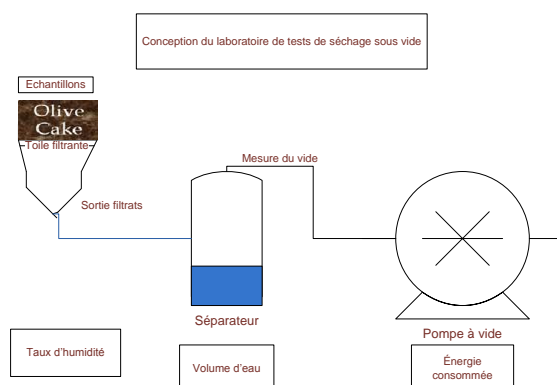 Conception du laboratoire de tests de séchage sous vide
Echantillons
Olive
Cake
Toile filtrante
Mesure du vide
Sortie filtrats
Séparateur
Pompe à vide
Taux d'humidité
Volume d'eau
Énergie
consommée